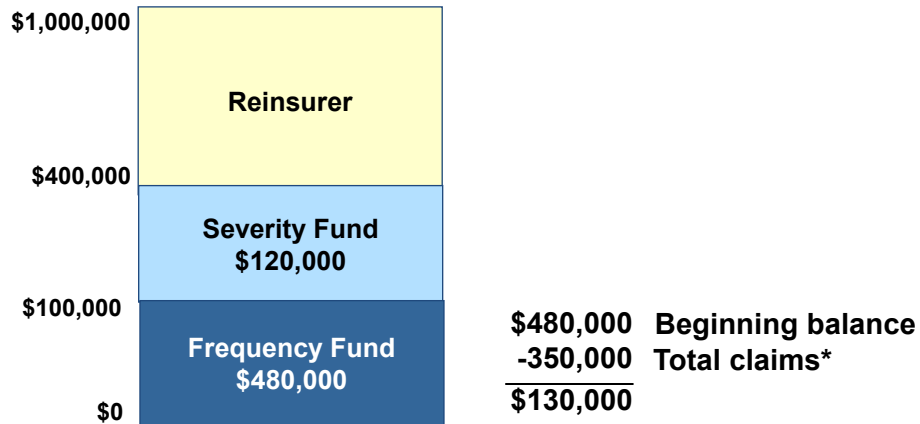 $1,000,000
Reinsurer
$400,000
Severity Fund
$120,000
$100,000
Frequency Fund
$480,000
$0
$480,000 Beginning balance
-350,000 Total claims*
$130,000